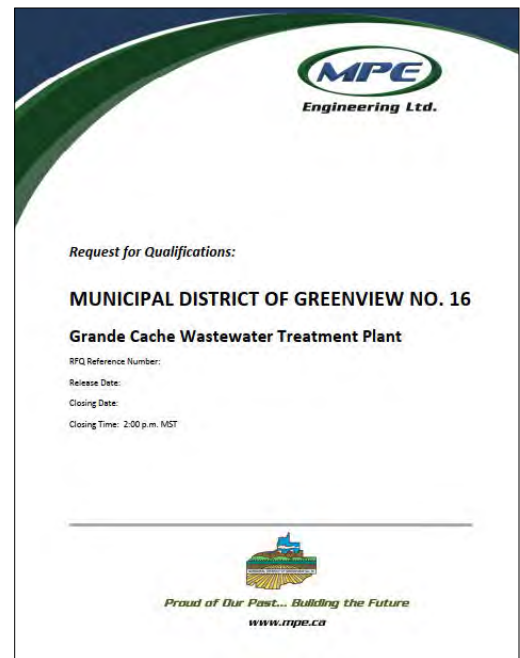 MPE
Engineering Ltd.
Request for Qualifications:
MUNICIPAL DISTRICT OF GREENVIEW NO. 16
Grande Cache Wastewater Treatment Plant
RFQ Reference Number:
Release Date:
Closing Date:
Closing Time: 2:00 p.m. MST
Proud of Our Past... Building the Future
www.mpe.ca